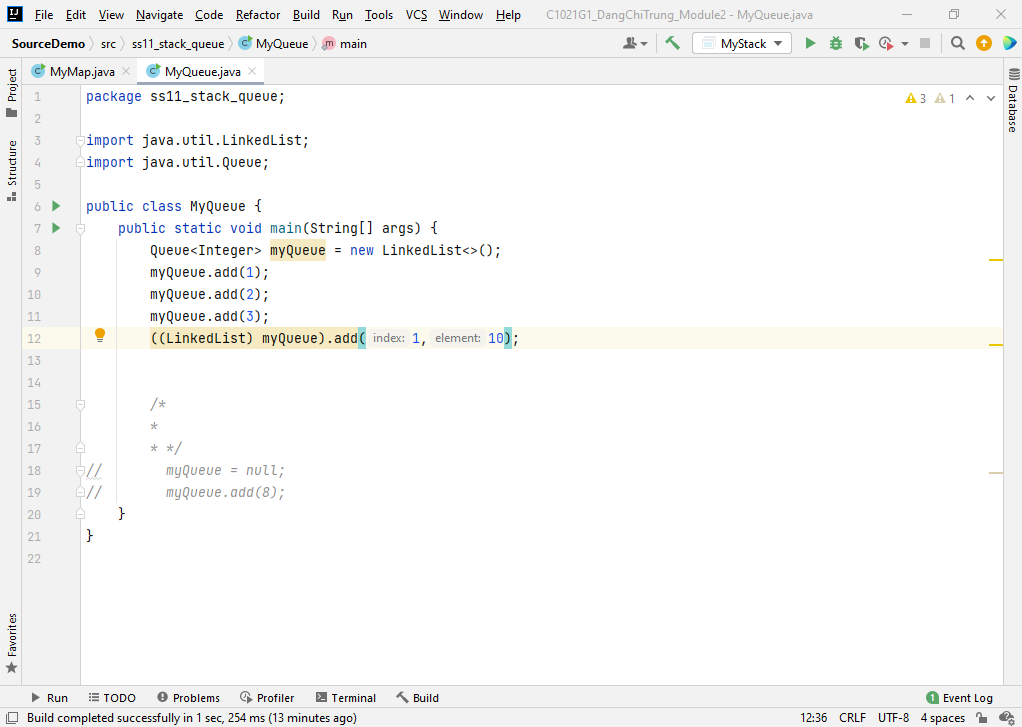 File Edit View Navigate Code Refactor Build Run Tools VCS Window Help C1021G1_DangChiTrung_Module2 - MyQueue.java
SourceDemo src ss11_stack_queue MyQueue main MyStack
Project
Structure
Favorites
Database
MyMap.java MyQueue.java
3 1
1 package ss11_stack_queue;
2
3 import java.util.LinkedList;
4 import java.util.Queue;
5
6 public class MyQueue {
7 public static void main(String[] args) {
8 Queue<Integer> myQueue = new LinkedList<>();
9 myQueue.add(1);
10 myQueue.add(2);
11 myQueue.add(3);
12 ((LinkedList) myQueue).add( index: 1, element: 10);
13
14
15 /*
16 *
17 * */
18 // myQueue = null;
19 // myQueue.add(8);
20 }
21 }
22
Run TODO Problems Profiler Terminal Build 1 Event Log
Build completed successfully in 1 sec, 254 ms (13 minutes ago) 12:36 CRLF UTF-8 4 spaces